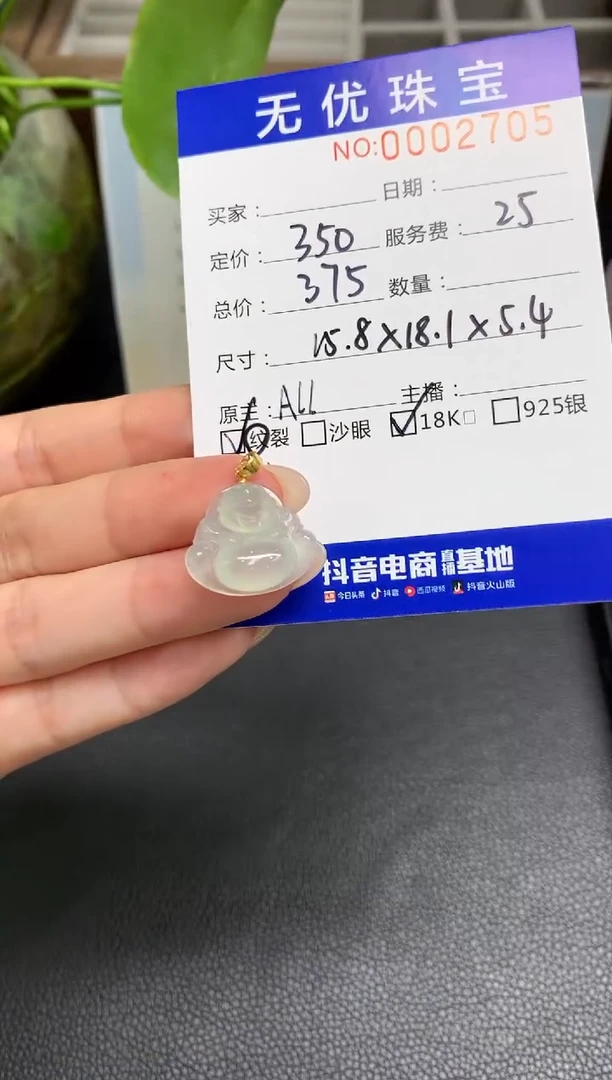 无优珠宝
NO:0002705
买家： 日期：
定价：350 服务费：25
总价：375 数量：
尺寸：15.8×18.1×5.4
原主：All 主播：
纹裂 沙眼 18K 925银
抖音电商直播基地
今日头条 抖音 西瓜视频 抖音火山版